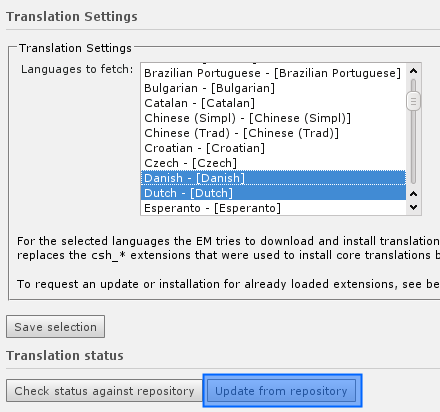 Translation Settings
Translation Settings
Languages to fetch:
Brazilian Portuguese - [Brazilian Portuguese]
Bulgarian - [Bulgarian]
Catalan - [Catalan]
Chinese (Simpl) - [Chinese (Simpl)]
Chinese (Trad) - [Chinese (Trad)]
Croatian - [Croatian]
Czech - [Czech]
Danish - [Danish]
Dutch - [Dutch]
Esperanto - [Esperanto]
For the selected languages the EM tries to download and install translation
replaces the csh_* extensions that were used to install core translations b
To request an update or installation for already loaded extensions, see be
Save selection
Translation status
Check status against repository Update from repository